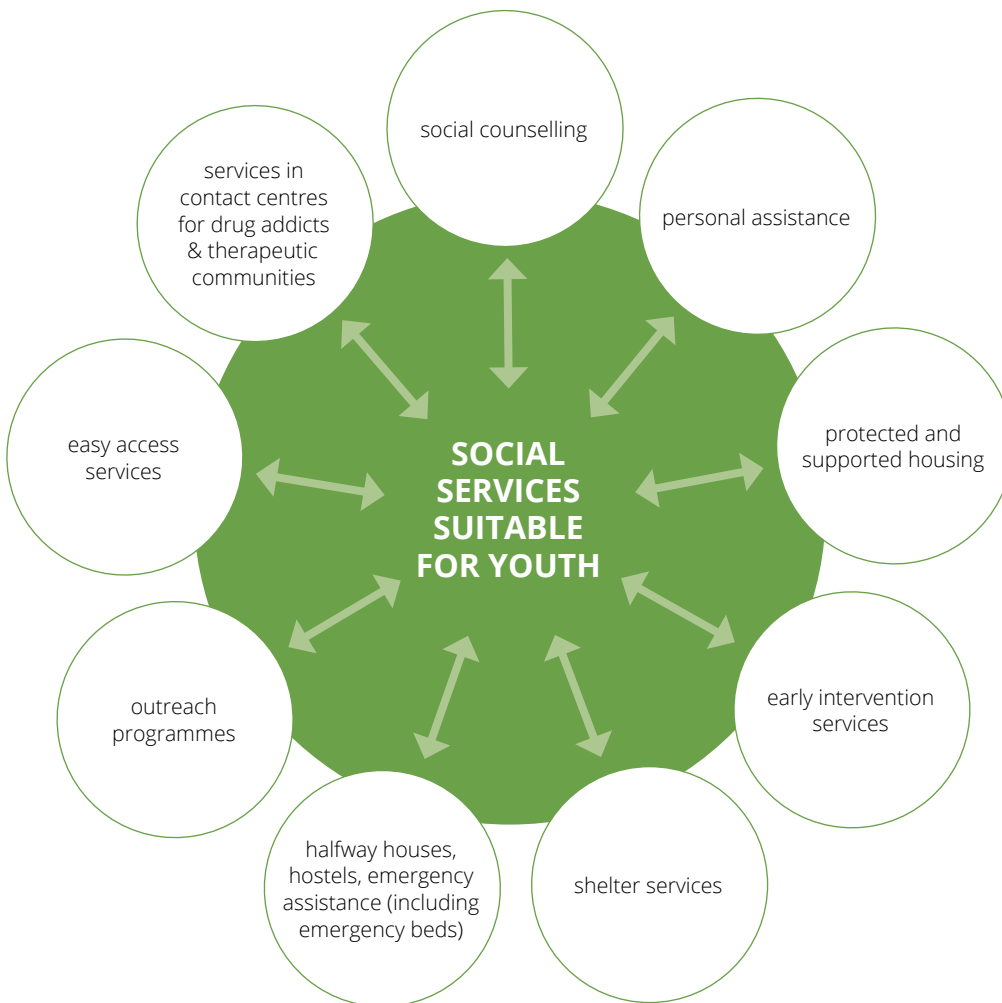 social counselling
personal assistance
protected and
supported housing
early intervention
services
shelter services
halfway houses,
hostels, emergency
assistance (including
emergency beds)
outreach
programmes
easy access
services
services in
contact centres
for drug addicts
& therapeutic
communities
SOCIAL
SERVICES
SUITABLE
FOR YOUTH